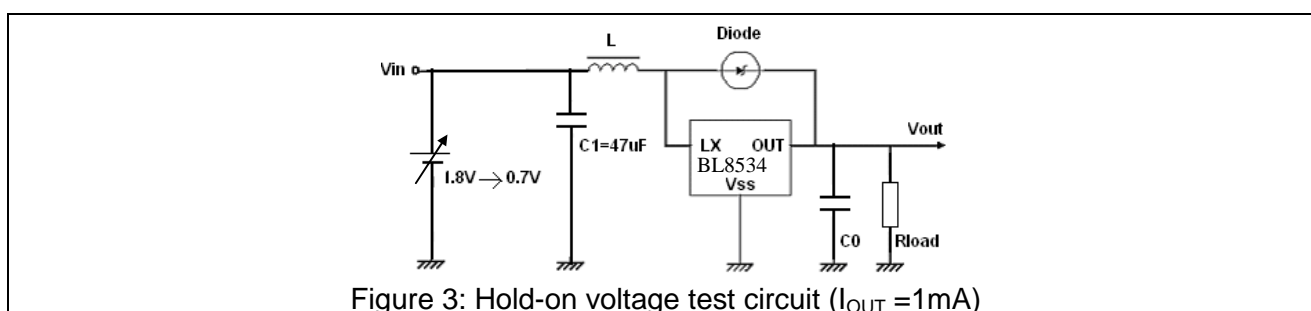 Diode
L
Vin
C1=47uF
1.8V → 0.7V
LX OUT
BL8534
Vss
Vout
C0
Rload
Figure 3: Hold-on voltage test circuit (IOUT =1mA)